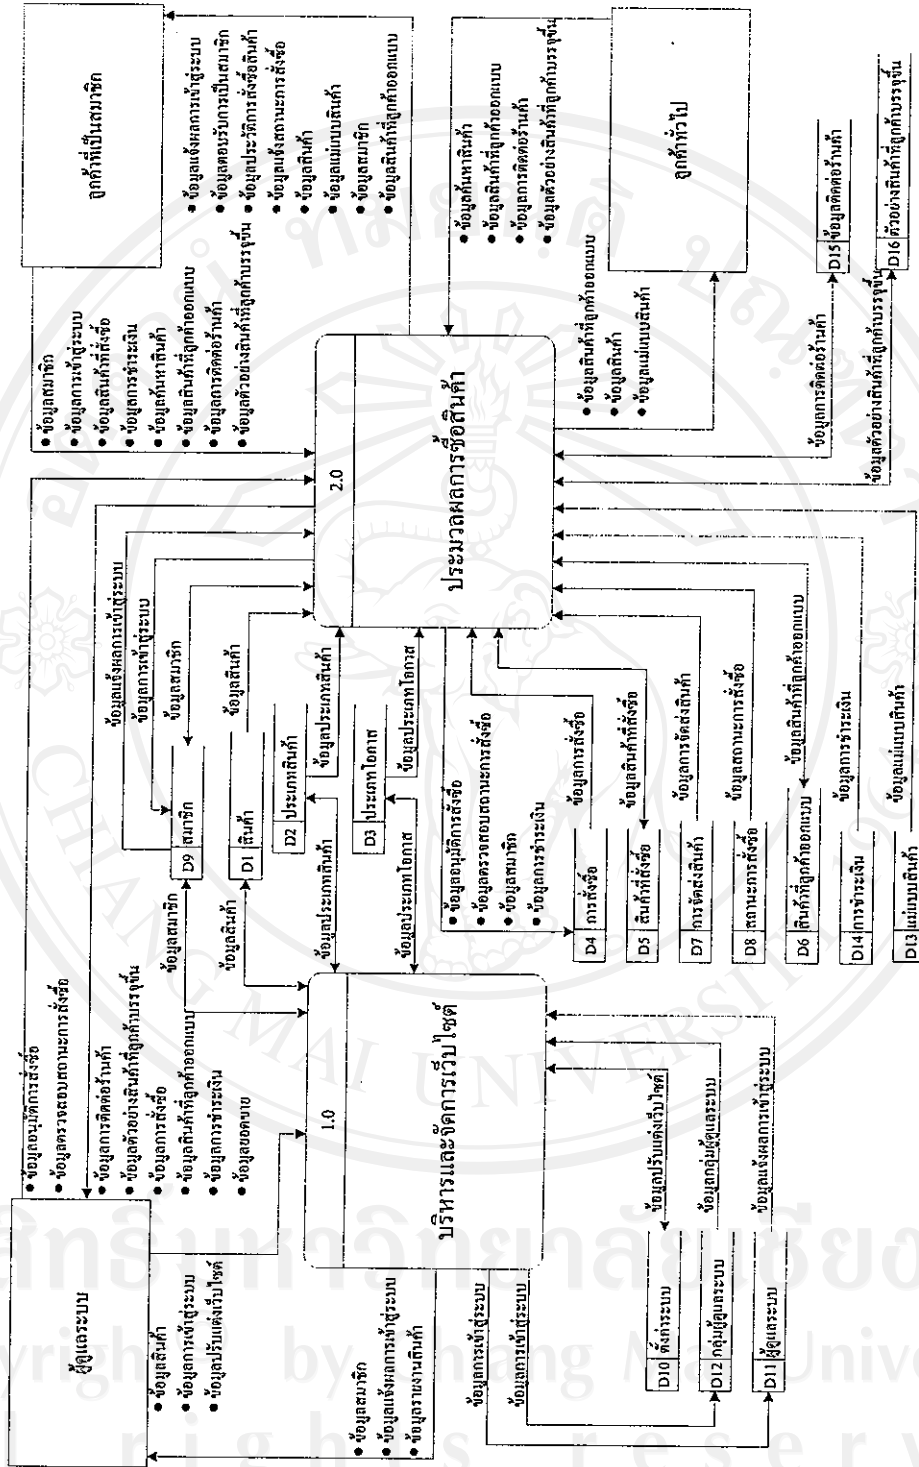 ผู้ดูแลระบบ
● ข้อมูลอนุมัติการสั่งซื้อ
● ข้อมูลตรวจสอบสถานะการสั่งซื้อ
● ข้อมูลการติดต่อร้านค้า
● ข้อมูลตัวอย่างสินค้าที่ลูกค้าบรรจุขึ้น
● ข้อมูลการสั่งซื้อ
● ข้อมูลสินค้าที่ลูกค้าออกแบบ
● ข้อมูลการชำระเงิน
● ข้อมูลยอดขาย
● ข้อมูลสินค้า
● ข้อมูลการเข้าสู่ระบบ
● ข้อมูลปรับแต่งเว็บไซต์
● ข้อมูลสมาชิก
● ข้อมูลแจ้งผลการเข้าสู่ระบบ
● ข้อมูลรายงานสินค้า
1.0
บริหารและจัดการเว็บไซต์
ข้อมูลการเข้าสู่ระบบ
ข้อมูลการเข้าสู่ระบบ
D10 ตั้งค่าระบบ
D12 กลุ่มผู้ดูแลระบบ
D11 ผู้ดูแลระบบ
ข้อมูลปรับแต่งเว็บไซต์
ข้อมูลกลุ่มผู้ดูแลระบบ
ข้อมูลแจ้งผลการเข้าสู่ระบบ
ข้อมูลสมาชิก
ข้อมูลสินค้า
ข้อมูลประเภทสินค้า
ข้อมูลประเภทโอกาส
D9 สมาชิก
D1 สินค้า
D2 ประเภทสินค้า
D3 ประเภทโอกาส
ข้อมูลแจ้งผลการเข้าสู่ระบบ
ข้อมูลการเข้าสู่ระบบ
ข้อมูลสมาชิก
ข้อมูลสินค้า
ข้อมูลประเภทสินค้า
ข้อมูลประเภทโอกาส
● ข้อมูลอนุมัติการสั่งซื้อ
● ข้อมูลตรวจสอบสถานะการสั่งซื้อ
● ข้อมูลสมาชิก
● ข้อมูลการชำระเงิน
D4 การสั่งซื้อ
D5 สินค้าที่สั่งซื้อ
D7 การจัดส่งสินค้า
D8 สถานะการสั่งซื้อ
D6 สินค้าที่ลูกค้าออกแบบ
D14 การชำระเงิน
D13 แม่แบบสินค้า
ข้อมูลการสั่งซื้อ
ข้อมูลสินค้าที่สั่งซื้อ
ข้อมูลการจัดส่งสินค้า
ข้อมูลสถานะการสั่งซื้อ
ข้อมูลสินค้าที่ลูกค้าออกแบบ
ข้อมูลการชำระเงิน
ข้อมูลแม่แบบสินค้า
2.0
ประมวลผลการซื้อสินค้า
● ข้อมูลสมาชิก
● ข้อมูลการเข้าสู่ระบบ
● ข้อมูลสินค้าที่สั่งซื้อ
● ข้อมูลการชำระเงิน
● ข้อมูลค้นหาสินค้า
● ข้อมูลสินค้าที่ลูกค้าออกแบบ
● ข้อมูลการติดต่อร้านค้า
● ข้อมูลตัวอย่างสินค้าที่ลูกค้าบรรจุขึ้น
ลูกค้าที่เป็นสมาชิก
● ข้อมูลแจ้งผลการเข้าสู่ระบบ
● ข้อมูลตอบรับการเป็นสมาชิก
● ข้อมูลประวัติการสั่งซื้อสินค้า
● ข้อมูลแจ้งสถานะการสั่งซื้อ
● ข้อมูลสินค้า
● ข้อมูลแม่แบบสินค้า
● ข้อมูลสมาชิก
● ข้อมูลสินค้าที่ลูกค้าออกแบบ
● ข้อมูลค้นหาสินค้า
● ข้อมูลสินค้าที่ลูกค้าออกแบบ
● ข้อมูลการติดต่อร้านค้า
● ข้อมูลตัวอย่างสินค้าที่ลูกค้าบรรจุขึ้น
ลูกค้าทั่วไป
● ข้อมูลสินค้าที่ลูกค้าออกแบบ
● ข้อมูลสินค้า
● ข้อมูลแม่แบบสินค้า
ข้อมูลการติดต่อร้านค้า
ข้อมูลตัวอย่างสินค้าที่ลูกค้าบรรจุขึ้น
D15 ข้อมูลติดต่อร้านค้า
D16 ตัวอย่างสินค้าที่ลูกค้าบรรจุขึ้น
CHIANG MAI UNIVERSITY